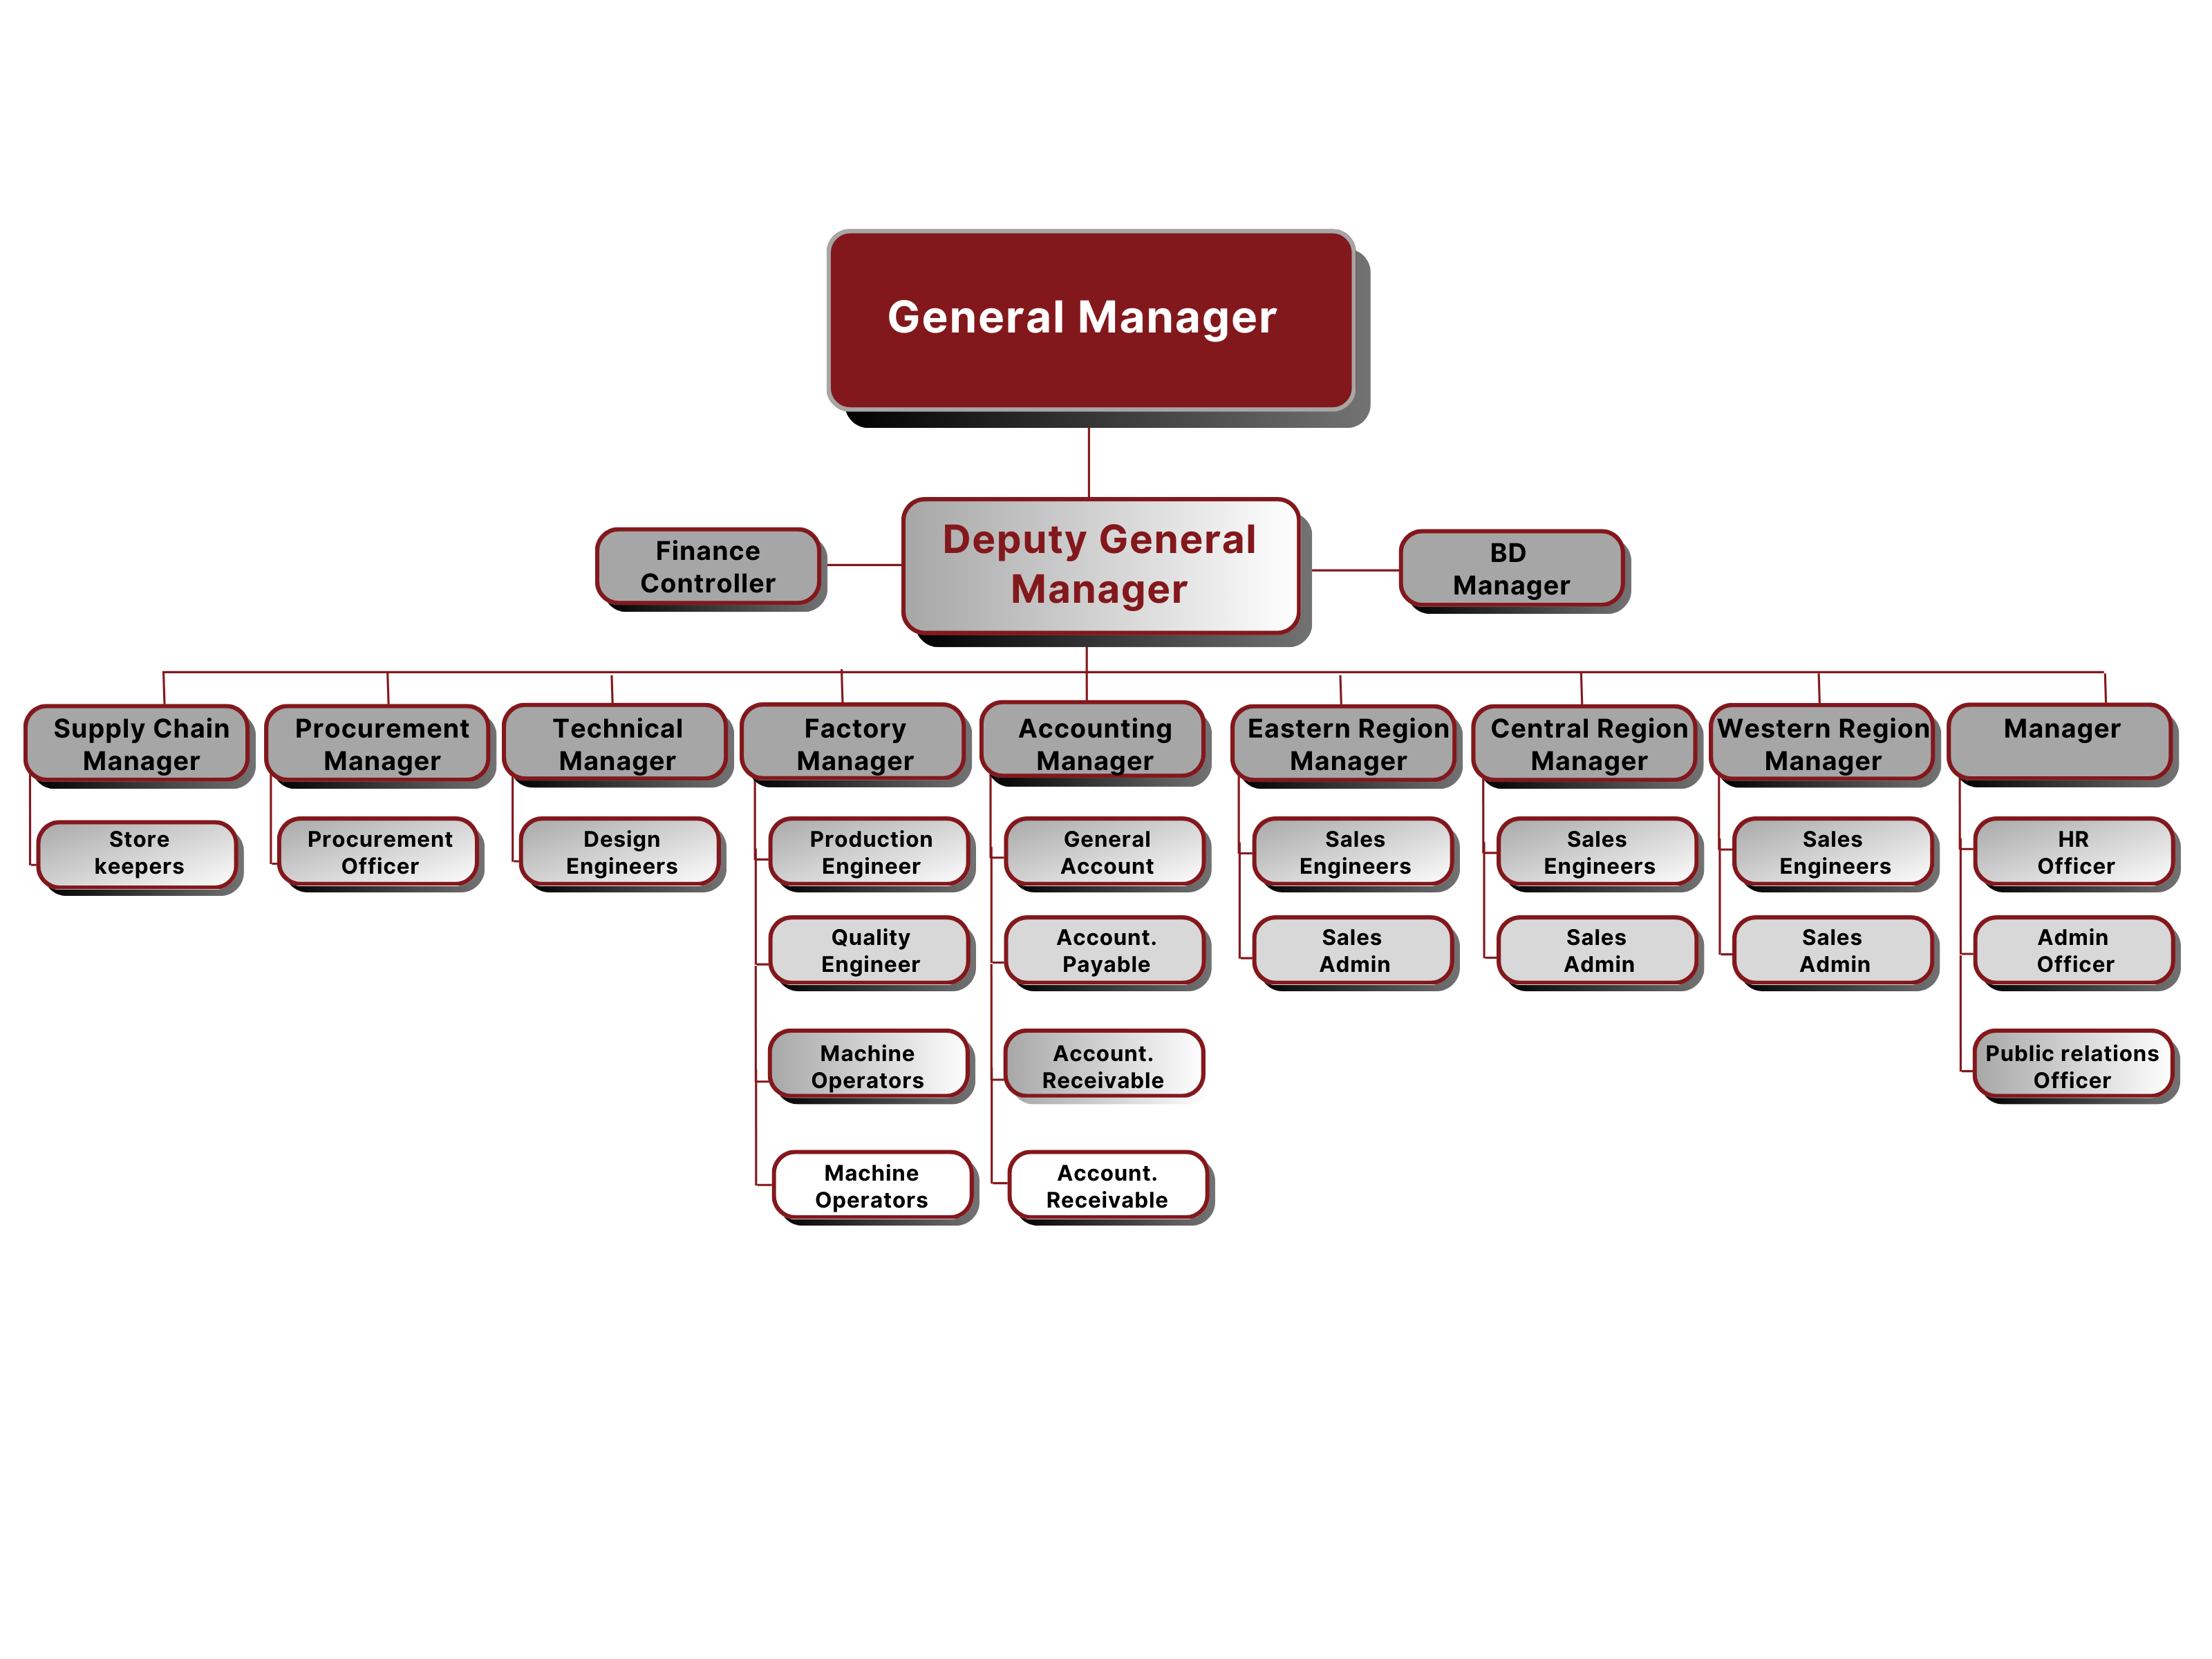 General Manager
Deputy General
Manager
Finance
Controller
BD
Manager
Supply Chain
Manager
Procurement
Manager
Technical
Manager
Factory
Manager
Accounting
Manager
Eastern Region
Manager
Central Region
Manager
Western Region
Manager
Manager
Store
keepers
Procurement
Officer
Design
Engineers
Production
Engineer
General
Account
Sales
Engineers
Sales
Engineers
Sales
Engineers
HR
Officer
Quality
Engineer
Account.
Payable
Sales
Admin
Sales
Admin
Sales
Admin
Admin
Officer
Machine
Operators
Account.
Receivable
Public relations
Officer
Machine
Operators
Account.
Receivable